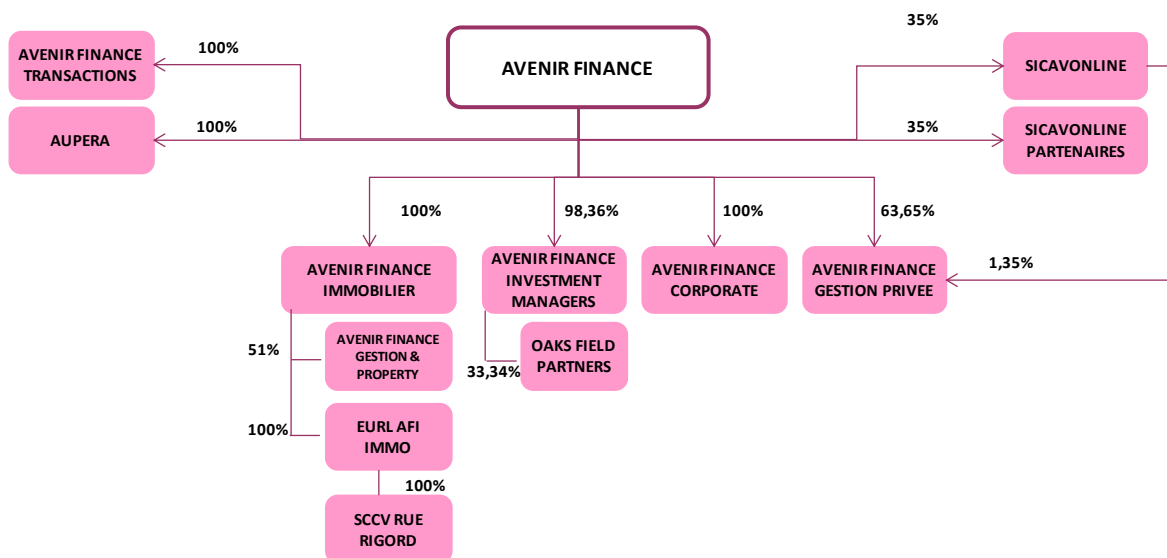 35%
AVENIR FINANCE
TRANSACTIONS
100%
AVENIR FINANCE
SICAVONLINE
AUPERA
100%
35%
SICAVONLINE
PARTENAIRES
100%
98,36%
100%
63,65%
AVENIR FINANCE
IMMOBILIER
AVENIR FINANCE
INVESTMENT
MANAGERS
AVENIR FINANCE
CORPORATE
AVENIR FINANCE
GESTION PRIVEE
1,35%
51%
AVENIR FINANCE
GESTION &
PROPERTY
33,34%
OAKS FIELD
PARTNERS
100%
EURL AFI
IMMO
100%
SCCV RUE
RIGORD